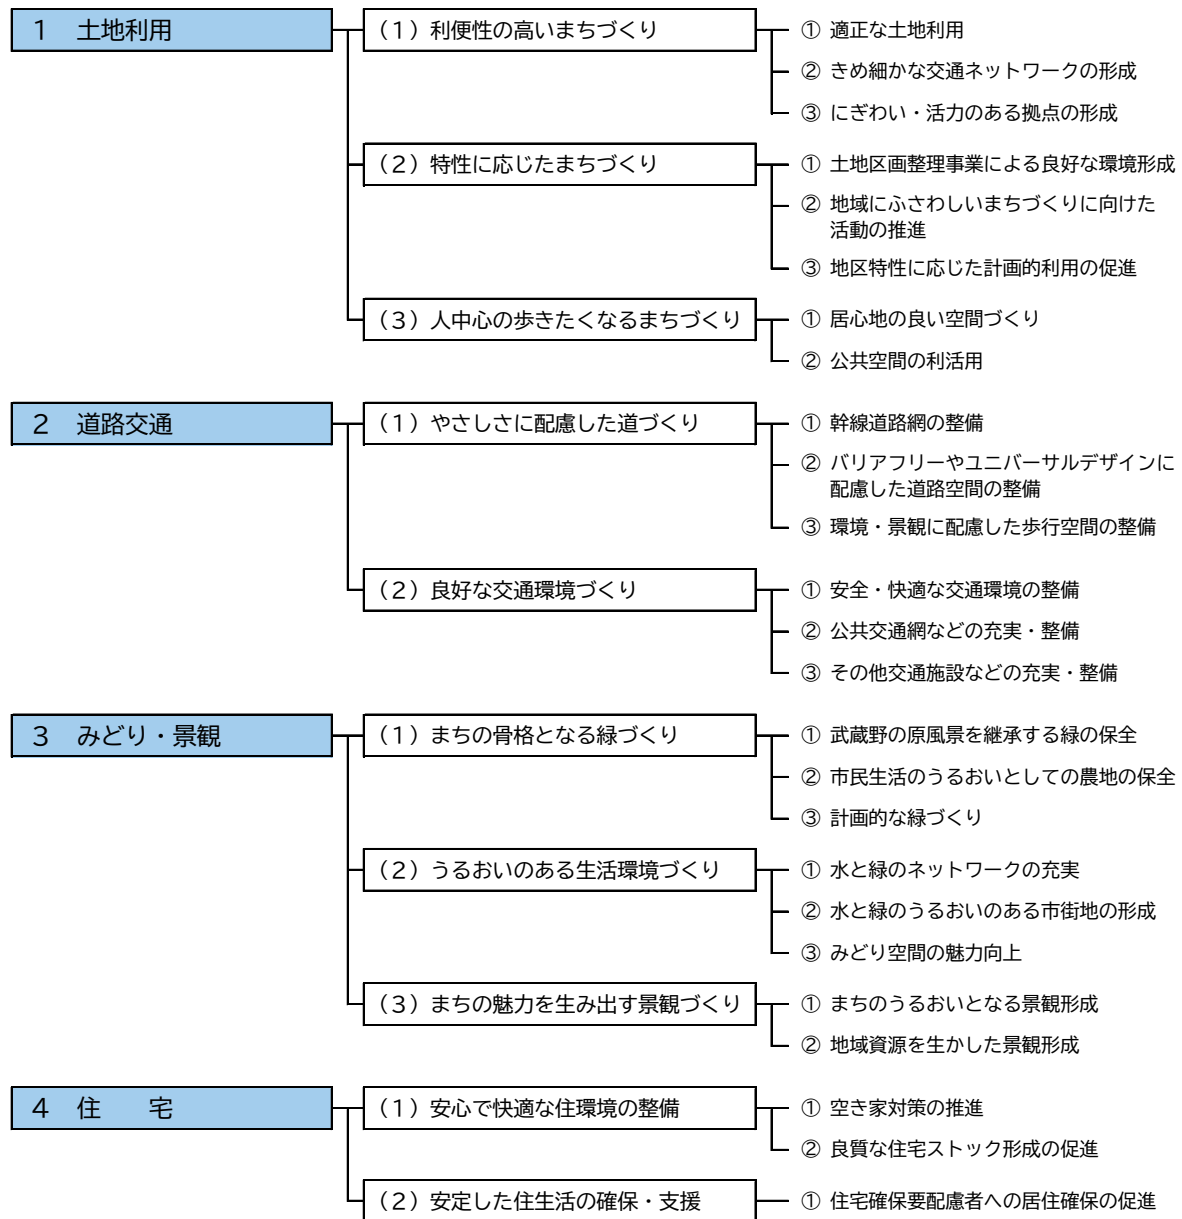 1 土地利用
(1)利便性の高いまちづくり
① 適正な土地利用
② きめ細かな交通ネットワークの形成
③ にぎわい・活力のある拠点の形成
(2)特性に応じたまちづくり
① 土地区画整理事業による良好な環境形成
② 地域にふさわしいまちづくりに向けた
活動の推進
③ 地区特性に応じた計画的利用の促進
(3)人中心の歩きたくなるまちづくり
① 居心地の良い空間づくり
② 公共空間の利活用
2 道路交通
(1)やさしさに配慮した道づくり
① 幹線道路網の整備
② バリアフリーやユニバーサルデザインに
配慮した道路空間の整備
③ 環境・景観に配慮した歩行空間の整備
(2)良好な交通環境づくり
① 安全・快適な交通環境の整備
② 公共交通網などの充実・整備
③ その他交通施設などの充実・整備
3 みどり・景観
(1)まちの骨格となる緑づくり
① 武蔵野の原風景を継承する緑の保全
② 市民生活のうるおいとしての農地の保全
③ 計画的な緑づくり
(2)うるおいのある生活環境づくり
① 水と緑のネットワークの充実
② 水と緑のうるおいのある市街地の形成
③ みどり空間の魅力向上
(3)まちの魅力を生み出す景観づくり
① まちのうるおいとなる景観形成
② 地域資源を生かした景観形成
4 住 宅
(1)安心で快適な住環境の整備
① 空き家対策の推進
② 良質な住宅ストック形成の促進
(2)安定した住生活の確保・支援
① 住宅確保要配慮者への居住確保の促進